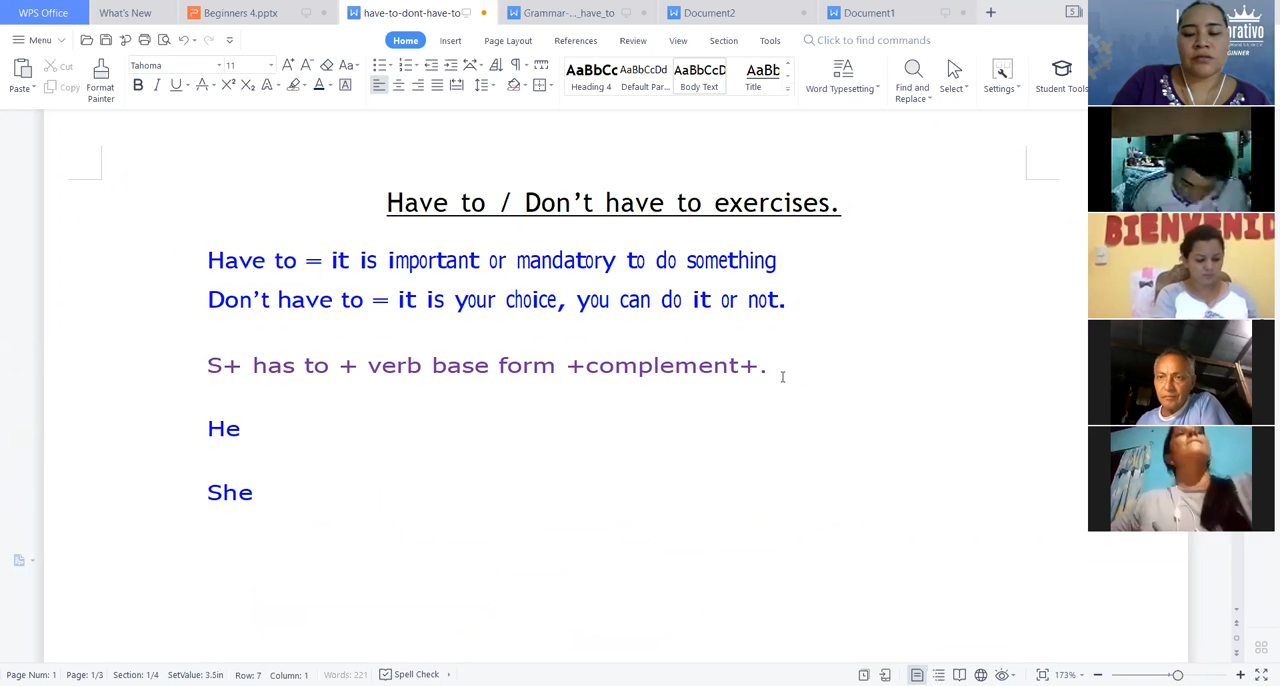 WPS Office What's New Beginners 4.pptx have-to-dont-have-to Grammar-..._have_to Document2 Document1 + 5
Menu Home Insert Page Layout References Review View Section Tools Click to find commands
Tahoma 11 AaBbCc AaBbCcDd AaBbCcD AaBb
Paste Cut Copy Format Painter Heading 4 Default Par... Body Text Title Word Typesetting Find and Replace Select Settings Student Tools
Have to / Don't have to exercises.
Have to = it is important or mandatory to do something
Don't have to = it is your choice, you can do it or not.
S+ has to + verb base form +complement+.
He
She
BIENVENID
Page Num: 1 Page: 1/3 Section: 1/4 SetValue: 3.5in Row: 7 Column: 1 Words: 221 Spell Check 173%